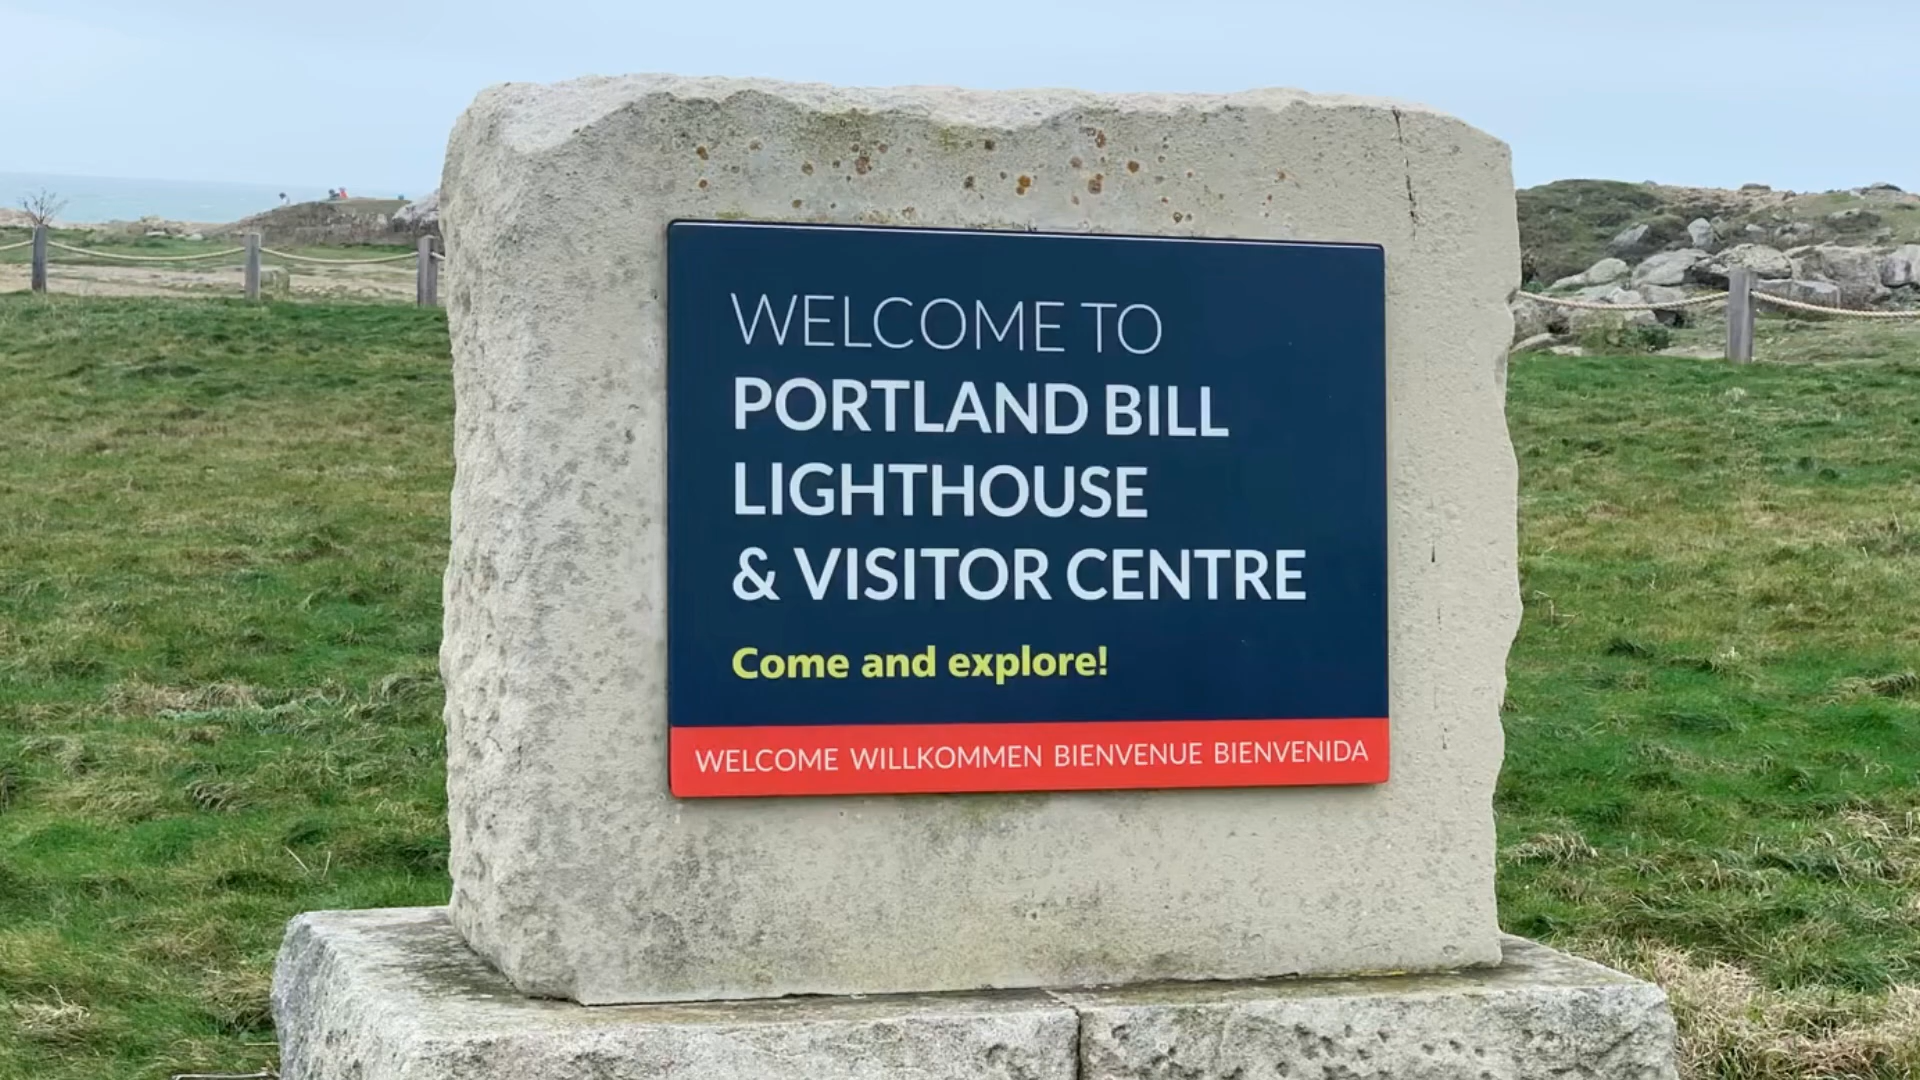 WELCOME TO
PORTLAND BILL
LIGHTHOUSE
& VISITOR CENTRE
Come and explore!
WELCOME WILLKOMMEN BIENVENUE BIENVENIDA